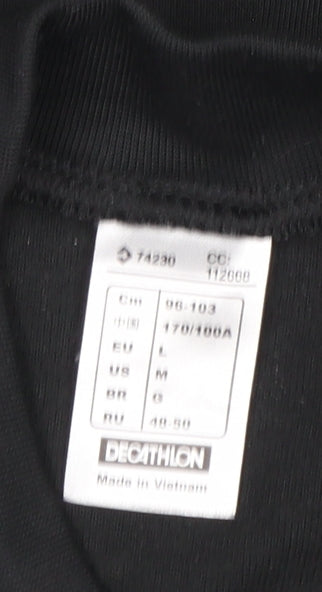 74230 CC:
112000
Cm 96-103
中国 170/100A
EU L
US M
BR G
RU 48-50
DECATHLON
Made in Vietnam